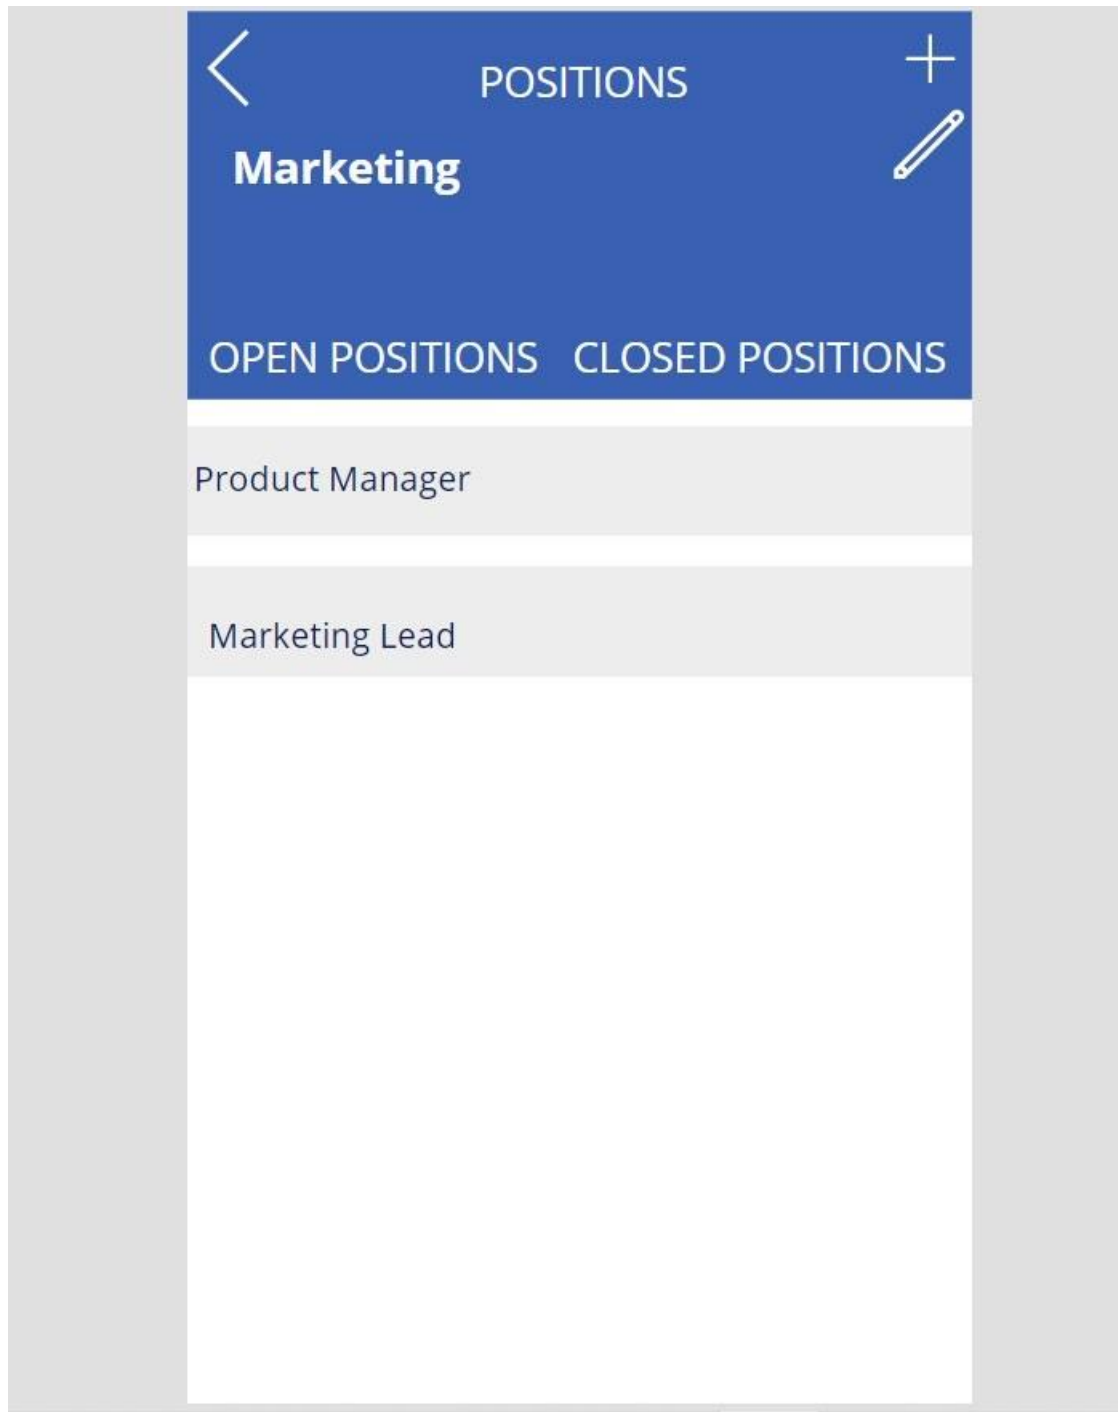 POSITIONS
Marketing
OPEN POSITIONS CLOSED POSITIONS
Product Manager
Marketing Lead